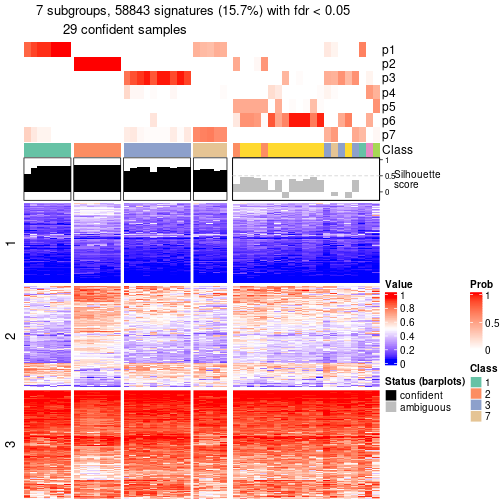 7 subgroups, 58843 signatures (15.7%) with fdr < 0.05
29 confident samples
p1
p2
p3
p4
p5
p6
p7
Class
1
0.5
0
Silhouette
score
1
2
3
Value
1
0.8
0.6
0.4
0.2
0
Prob
1
0.5
0
Status (barplots)
confident
ambiguous
Class
1
2
3
7